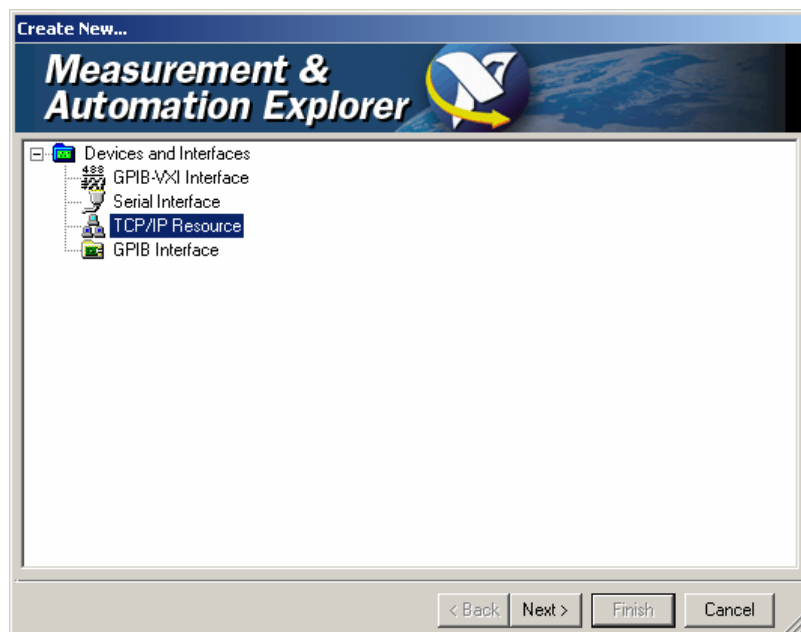 Create New...
Measurement &
Automation Explorer
Devices and Interfaces
GPIB-VXI Interface
Serial Interface
TCP/IP Resource
GPIB Interface
< Back Next > Finish Cancel